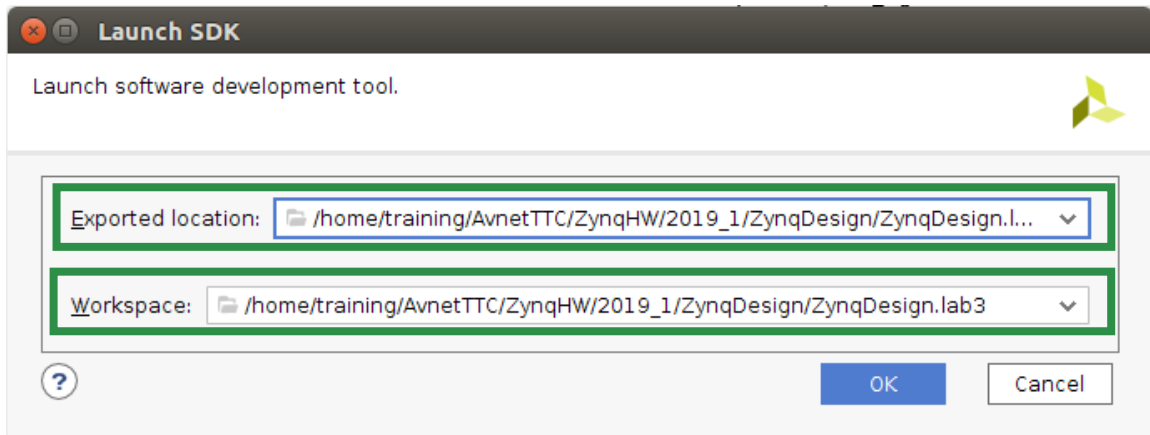 Launch SDK
Launch software development tool.
Exported location: /home/training/AvnetTTC/ZynqHW/2019_1/ZynqDesign/ZynqDesign.l...
Workspace: /home/training/AvnetTTC/ZynqHW/2019_1/ZynqDesign/ZynqDesign.lab3
?
OK
Cancel